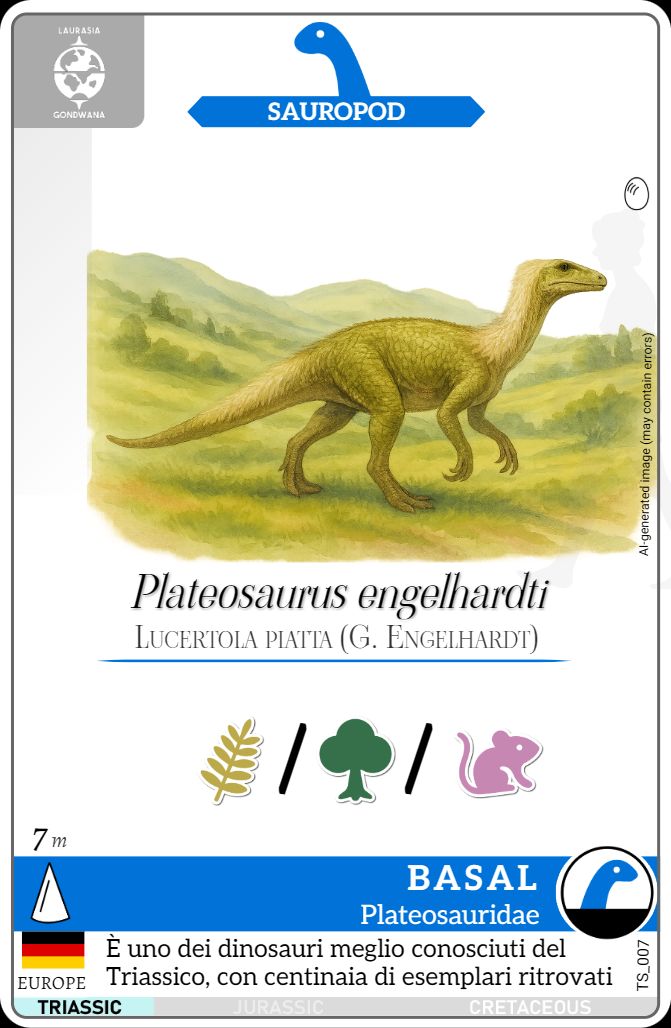 LAURASIA
GONDWANA
SAUROPOD
AI-generated image (may contain errors)
Plateosaurus engelhardti
Lucertola piatta (G. Engelhardt)
/ /
7 m
BASAL
Plateosauridae
EUROPE
È uno dei dinosauri meglio conosciuti del
Triassico, con centinaia di esemplari ritrovati
TS_007
TRIASSIC JURASSIC CRETACEOUS